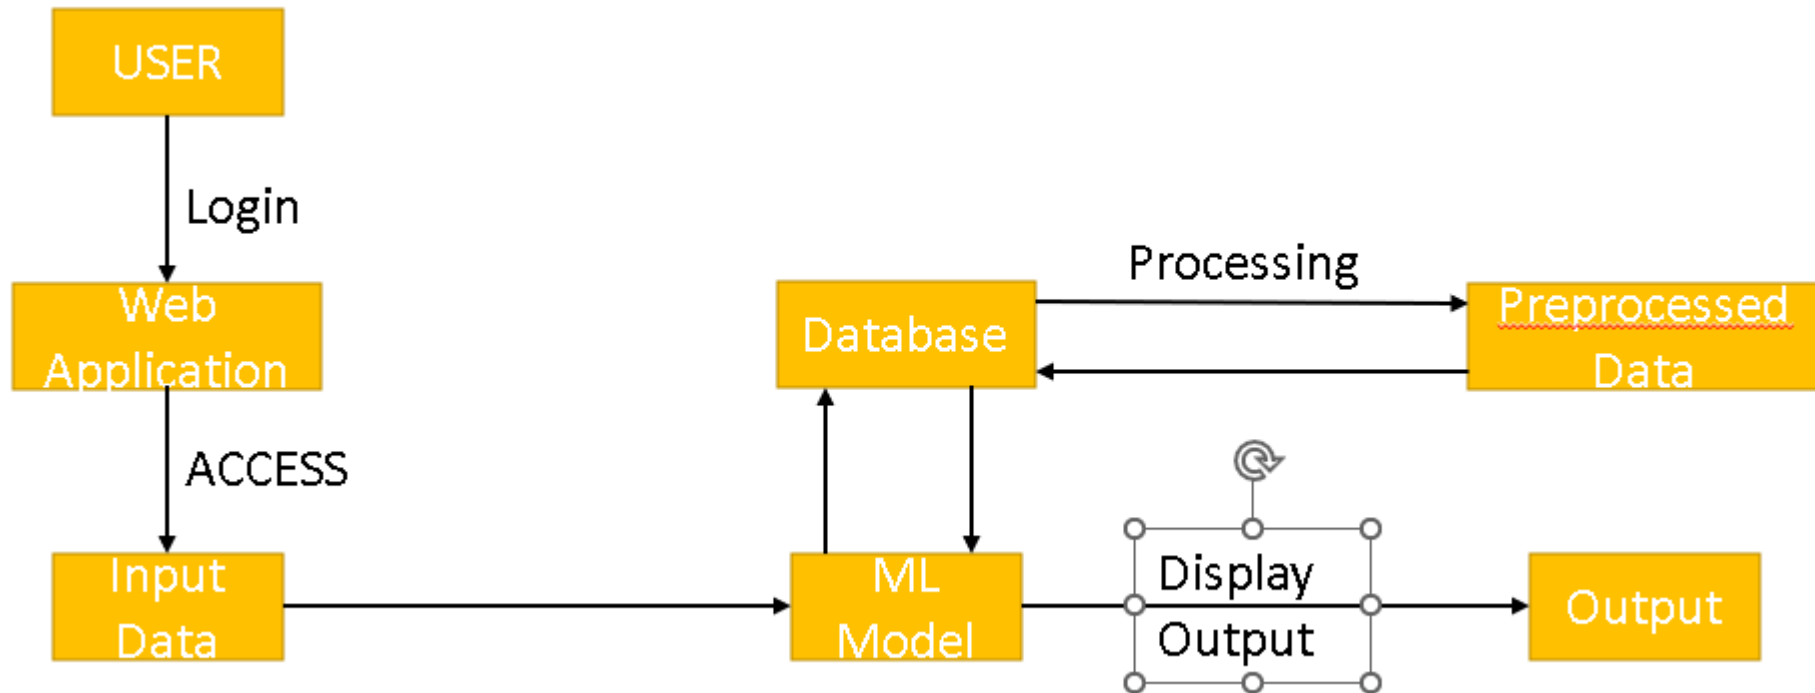 USER
Login
Web
Application
ACCESS
Input
Data
Database
Processing
Preprocessed
Data
ML
Model
Display
Output
Output